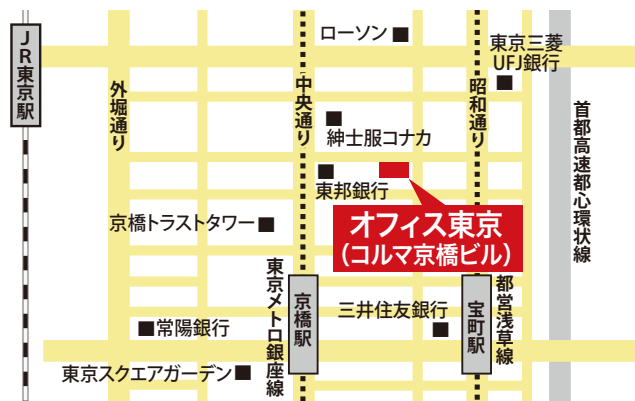 ローソン
東京三菱
UFJ銀行
JR東京駅
外堀通り
中央通り
昭和通り
首都高速都心環状線
紳士服コナカ
東邦銀行
オフィス東京
(コルマ京橋ビル)
京橋トラストタワー
東京メトロ銀座線
京橋駅
三井住友銀行
宝町駅
都営浅草線
常陽銀行
東京スクエアガーデン